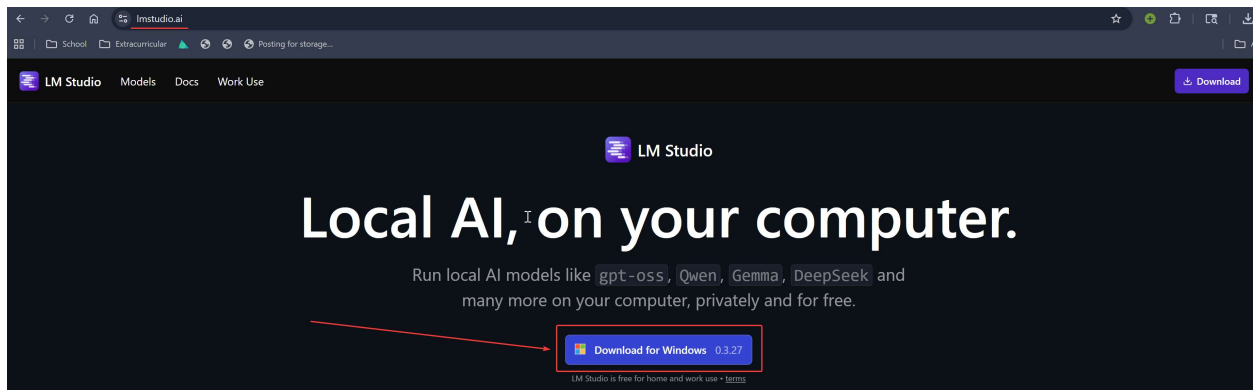 lmstudio.ai
School Extracurricular Posting for storage...
LM Studio Models Docs Work Use Download
LM Studio
Local AI, on your computer.
Run local AI models like gpt-oss, Qwen, Gemma, DeepSeek and
many more on your computer, privately and for free.
Download for Windows 0.3.27
LM Studio is free for home and work use • terms